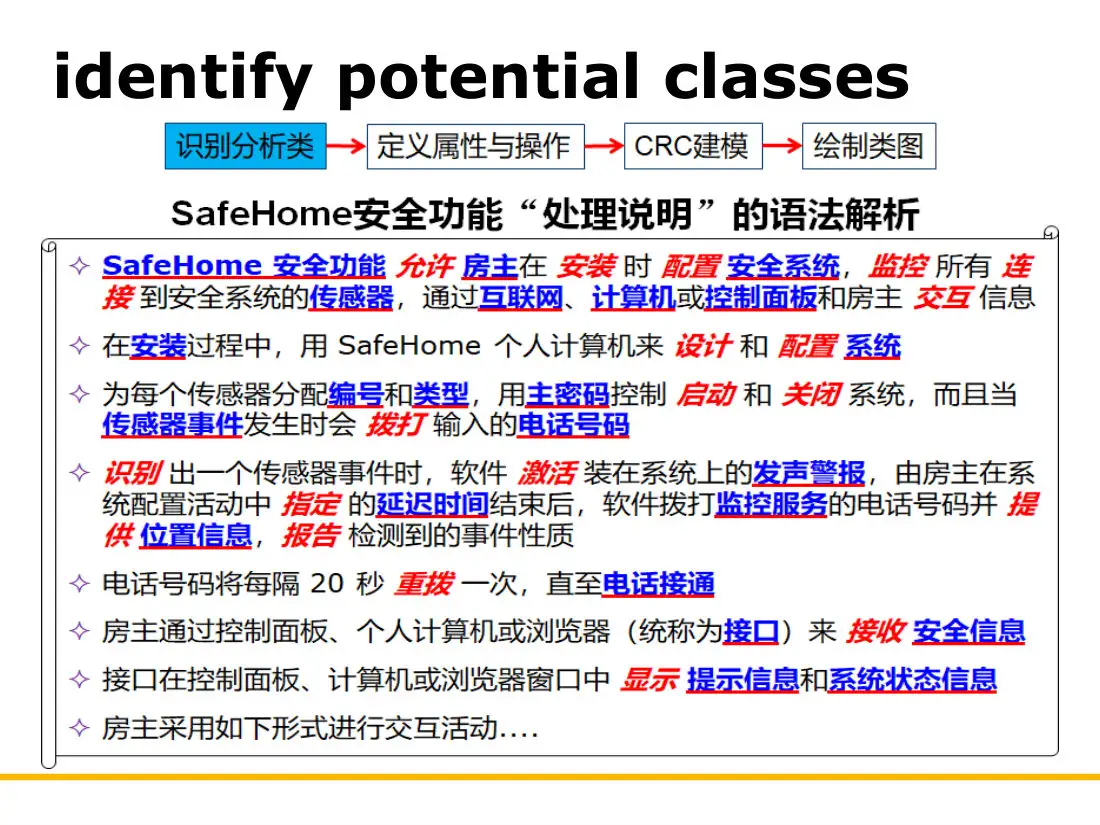 identify potential classes
识别分析类 定义属性与操作 CRC建模 绘制类图
SafeHome安全功能“处理说明”的语法解析
SafeHome 安全功能 允许 房主在 安装 时 配置 安全系统，监控 所有 连
接 到安全系统的传感器，通过互联网、计算机或控制面板和房主 交互 信息
在安装过程中，用 SafeHome 个人计算机来 设计 和 配置 系统
为每个传感器分配编号和类型，用主密码控制 启动 和 关闭 系统，而且当
传感器事件发生时会 拨打 输入的电话号码
识别 出一个传感器事件时，软件 激活 装在系统上的发声警报，由房主在系
统配置活动中 指定 的延迟时间结束后，软件拨打监控服务的电话号码并 提
供 位置信息，报告 检测到的事件性质
电话号码将每隔 20 秒 重拨 一次，直至电话接通
房主通过控制面板、个人计算机或浏览器（统称为接口）来 接收 安全信息
接口在控制面板、计算机或浏览器窗口中 显示 提示信息和系统状态信息
房主采用如下形式进行交互活动....